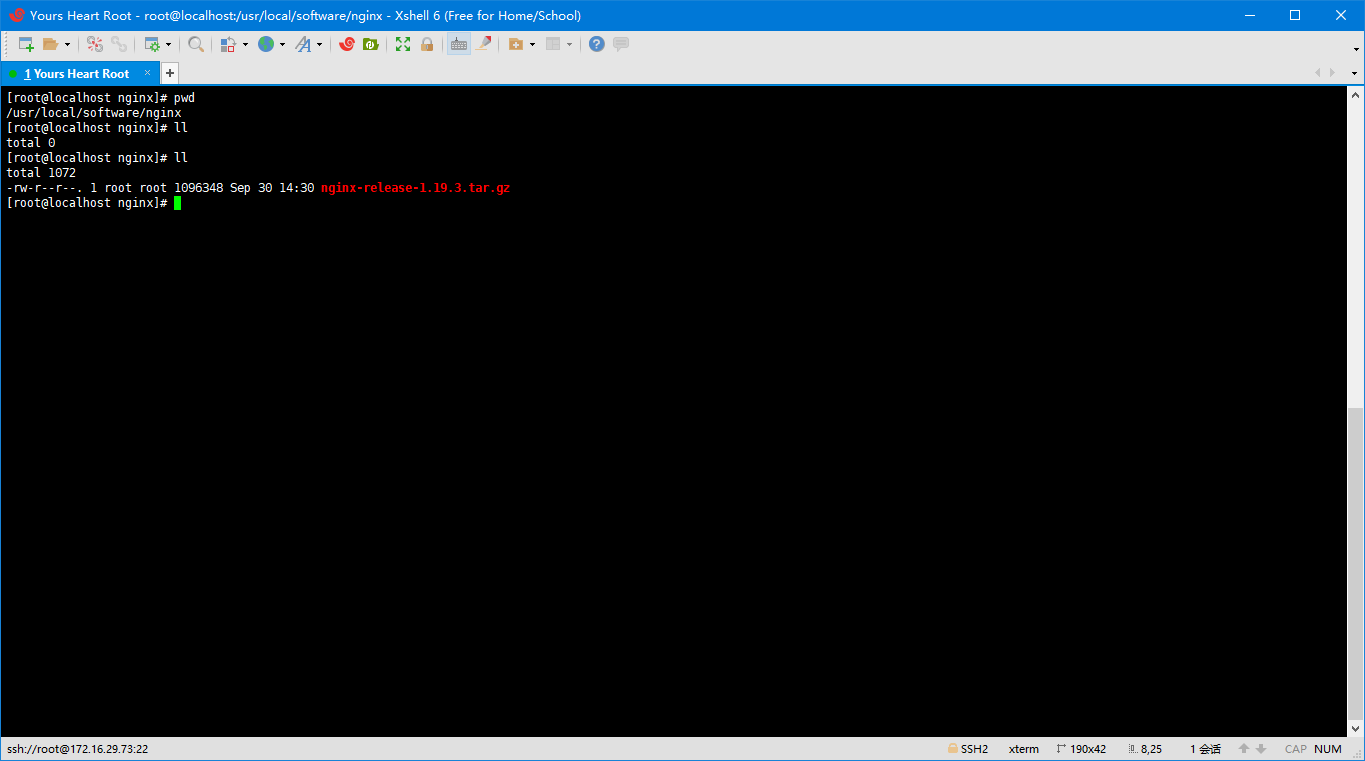 Yours Heart Root - root@localhost:/usr/local/software/nginx - Xshell 6 (Free for Home/School)
1 Yours Heart Root
[root@localhost nginx]# pwd
/usr/local/software/nginx
[root@localhost nginx]# ll
total 0
[root@localhost nginx]# ll
total 1072
-rw-r--r--. 1 root root 1096348 Sep 30 14:30 nginx-release-1.19.3.tar.gz
[root@localhost nginx]#
ssh://root@172.16.29.73:22 SSH2 xterm 190x42 8,25 1 会话 CAP NUM